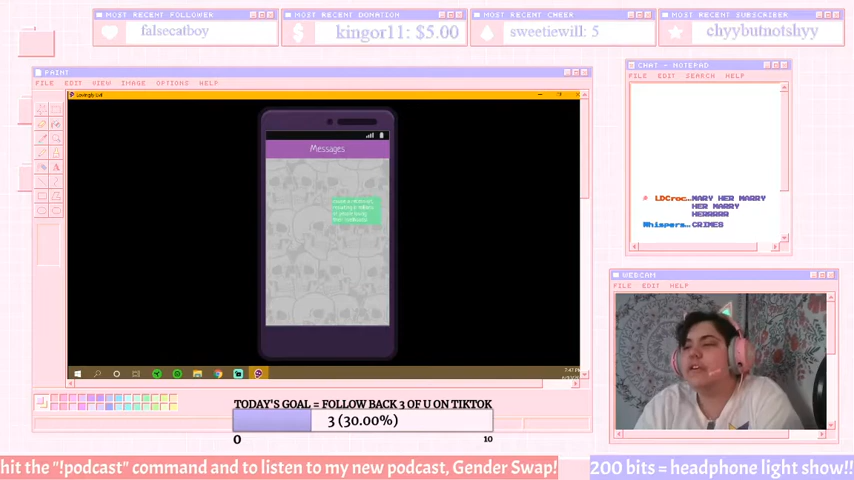 MOST RECENT FOLLOWER
falsecatboy
MOST RECENT DONATION
kingor11: $5.00
MOST RECENT CHEER
sweetiewill: 5
MOST RECENT SUBSCRIBER
chyybutnotshyy
PAINT
FILE EDIT VIEW IMAGE OPTIONS HELP
Lovingly Evil
Messages
CHAT - NOTEPAD
FILE EDIT SEARCH HELP
LDCroc… MARY HER MARRY
HER MARRY
HERRRRR
Whispers… CRIMES
WEBCAM
FILE EDIT HELP
TODAY'S GOAL = FOLLOW BACK 3 OF U ON TIKTOK
3 (30.00%)
0 10
hit the "!podcast" command and to listen to my new podcast, Gender Swap!
200 bits = headphone light show!!